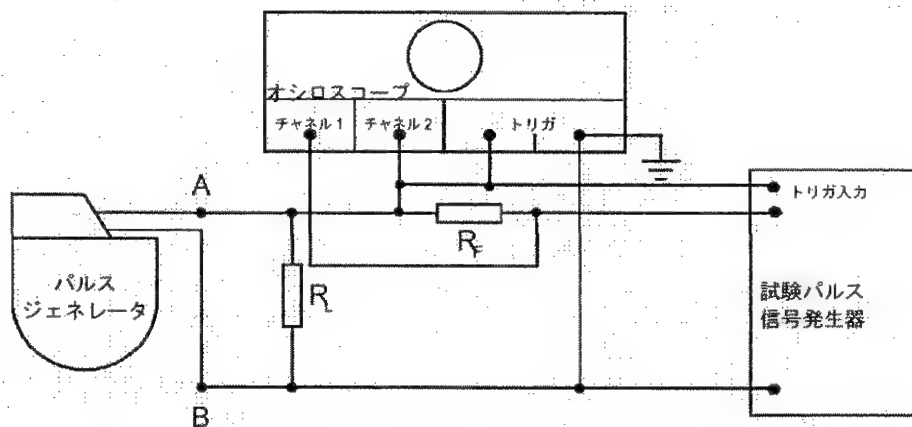 オシロスコープ
チャネル1
チャネル2
トリガ
A
トリガ入力
R_F
パルス
ジェネレータ
R_L
試験パルス
信号発生器
B